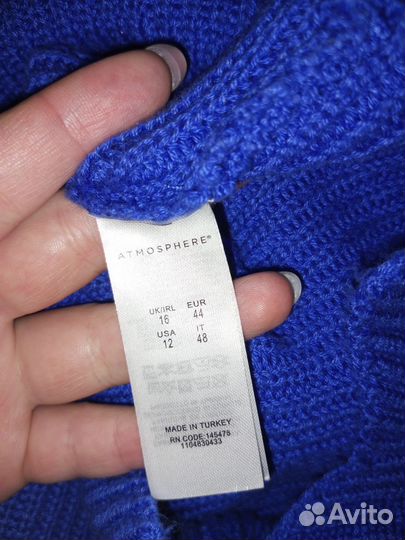 ATMOSPHERE®
UK/IRL EUR
16 44
USA IT
12 48
MADE IN TURKEY
RN CODE: 145475
1104830433
Avito